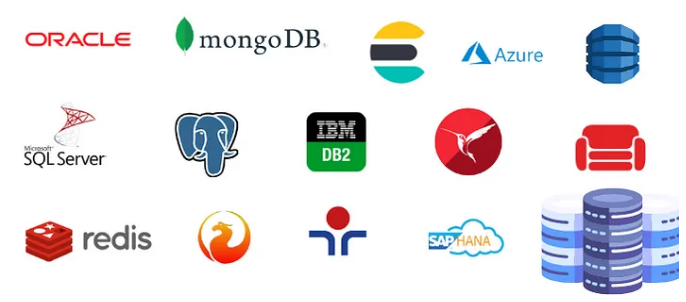 ORACLE
mongoDB
Azure
Microsoft
SQL Server
IBM
DB2
redis
SAP HANA